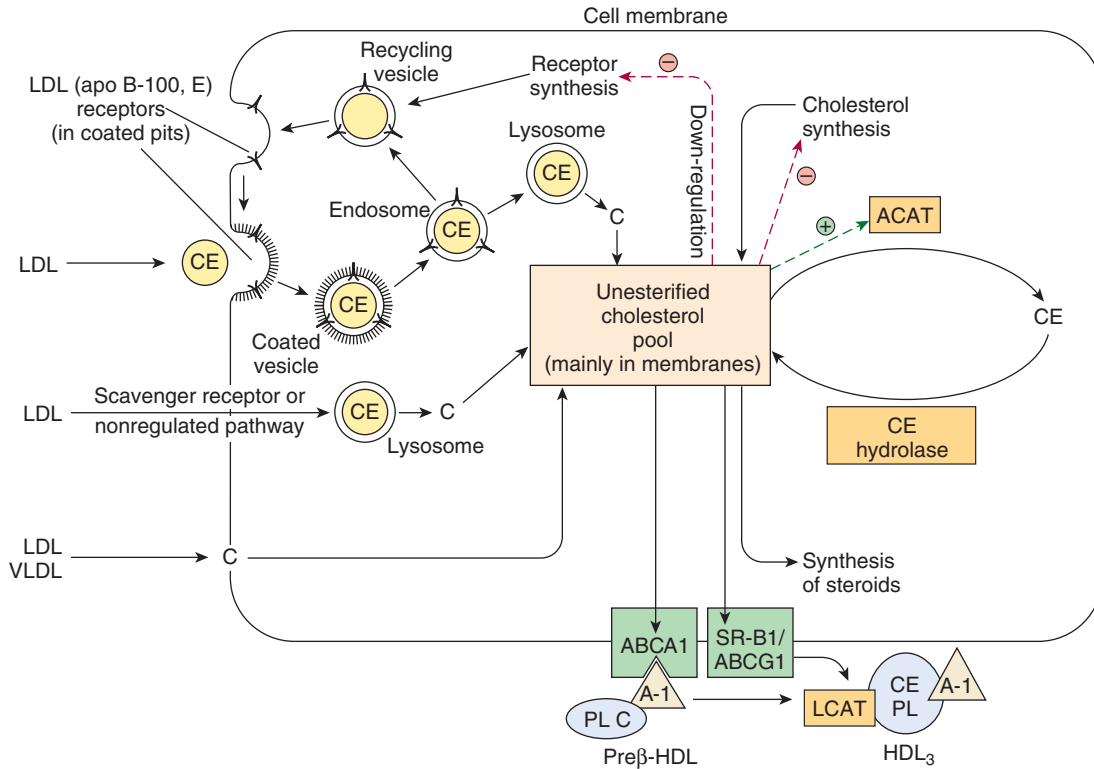 Cell membrane
Recycling
vesicle
Receptor
synthesis
−
LDL (apo B-100, E)
receptors
(in coated pits)
Down-regulation
Cholesterol
synthesis
−
Lysosome
CE
Endosome
CE
C
+
ACAT
LDL
CE
CE
Coated
vesicle
Unesterified
cholesterol
pool
(mainly in membranes)
CE
LDL
Scavenger receptor or
nonregulated pathway
CE
C
Lysosome
CE
hydrolase
LDL
VLDL
C
Synthesis
of steroids
ABCA1
SR-B1/
ABCG1
A-1
PL C
Preβ-HDL
LCAT
CE
PL
A-1
HDL₃